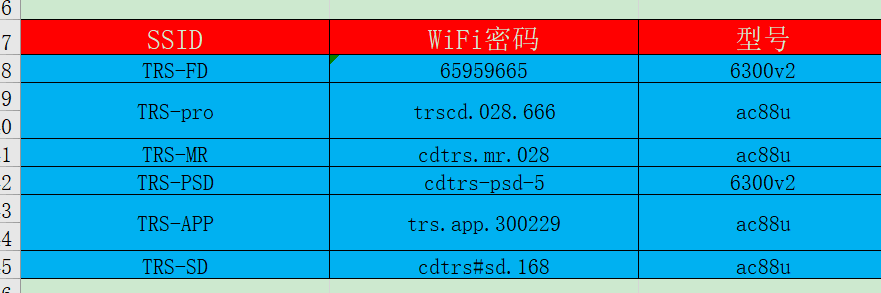 6
7 SSID WiFi密码 型号
8 TRS-FD 65959665 6300v2
9 TRS-pro trscd.028.666 ac88u
0
1 TRS-MR cdtrs.mr.028 ac88u
2 TRS-PSD cdtrs-psd-5 6300v2
3 TRS-APP trs.app.300229 ac88u
4
5 TRS-SD cdtrs#sd.168 ac88u